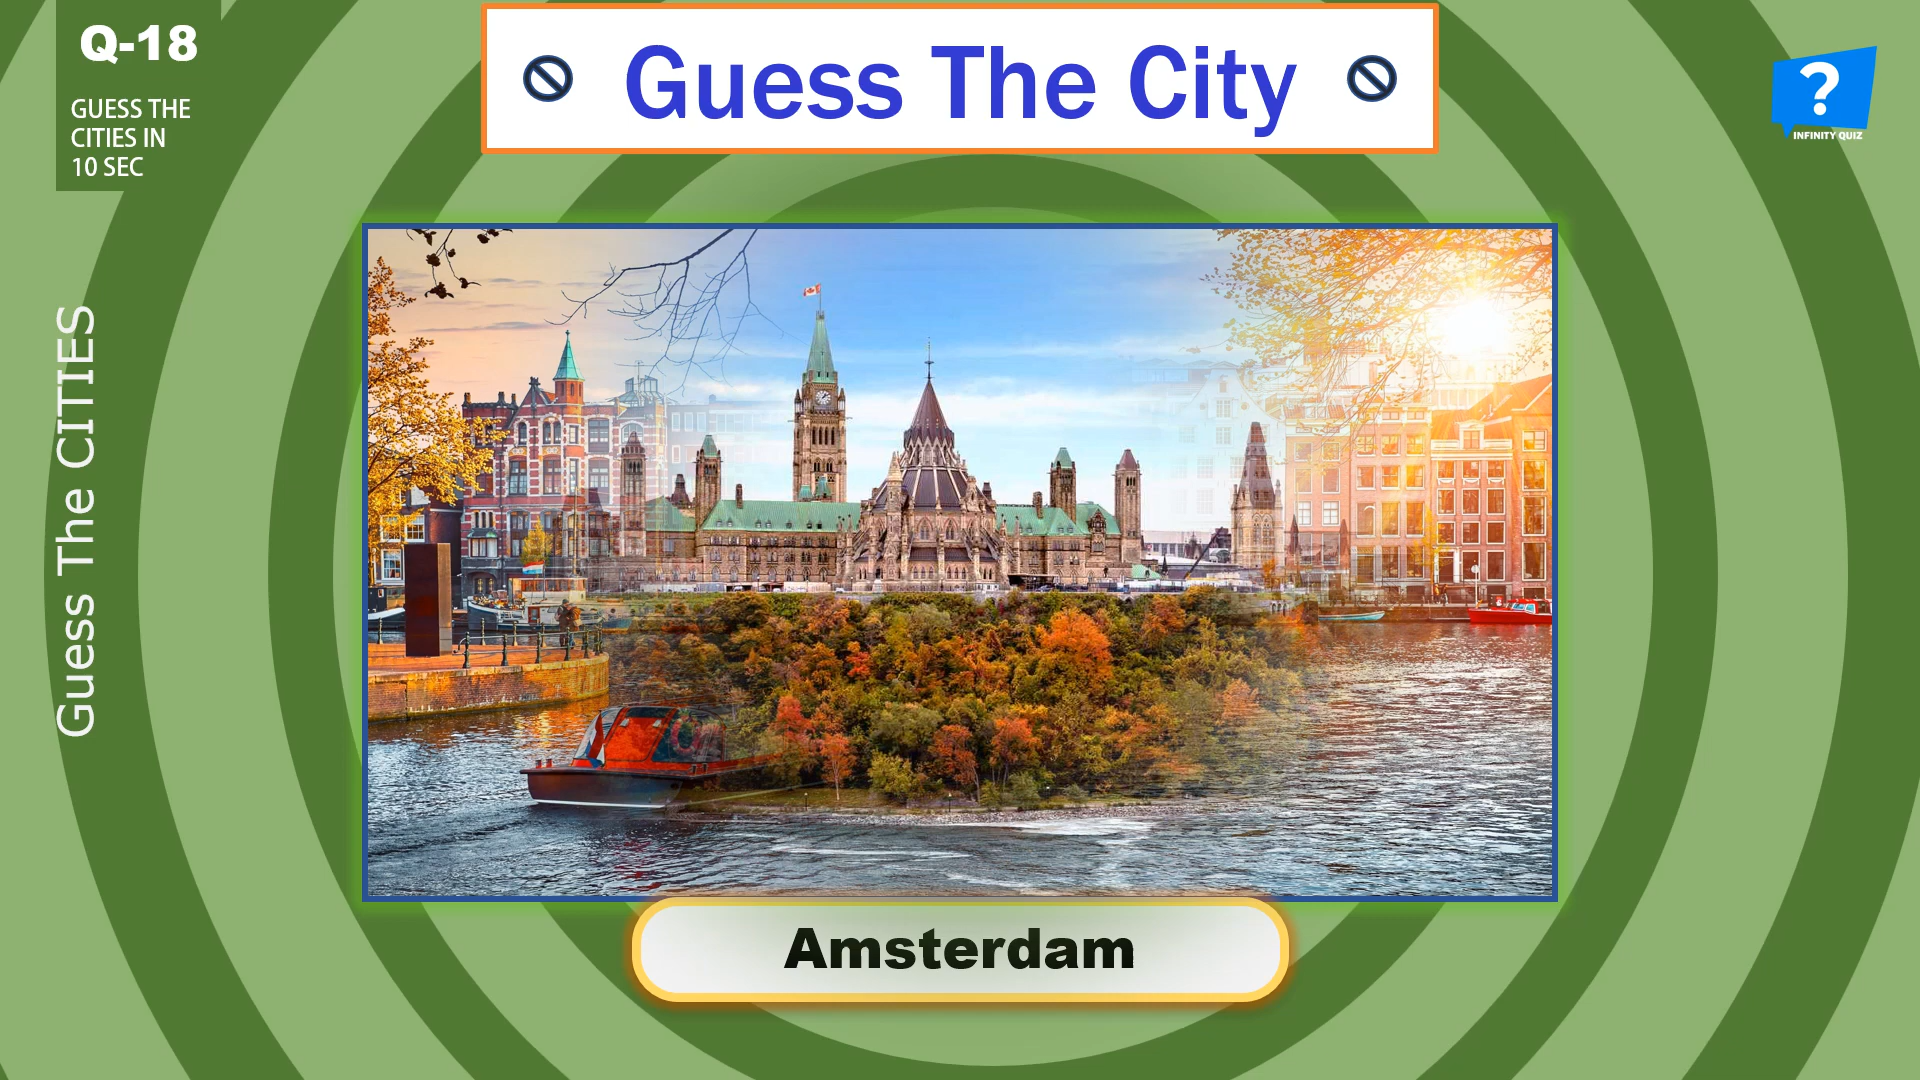 Q-18
GUESS THE
CITIES IN
10 SEC
Guess The City
?
INFINITY QUIZ
Guess The CITIES
Amsterdam